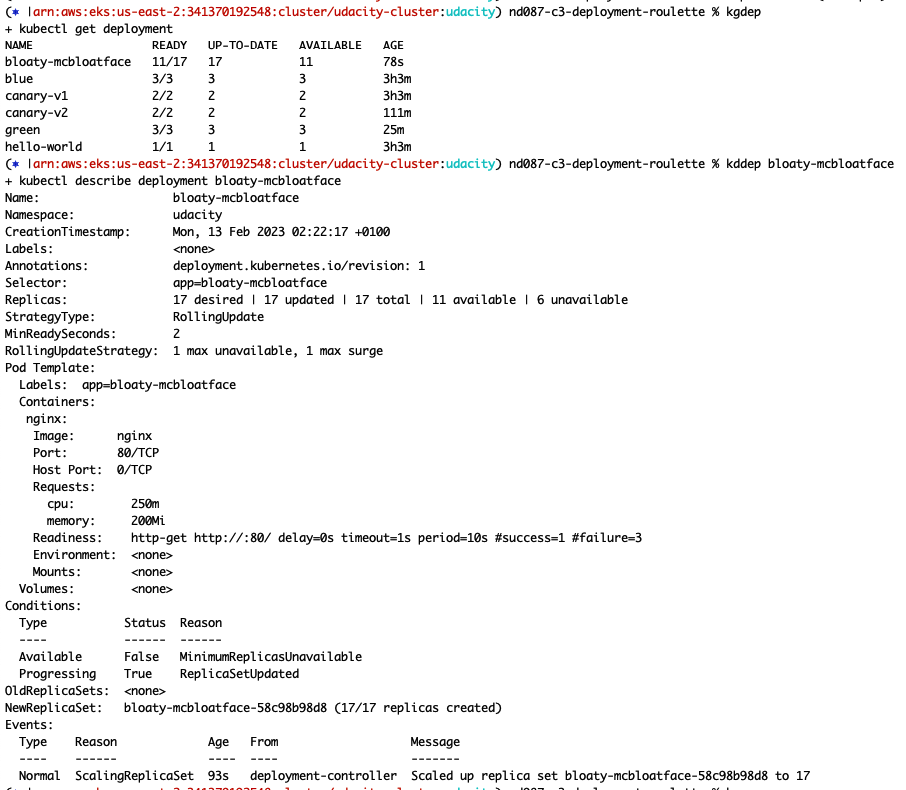 (* |arn:aws:eks:us-east-2:341370192548:cluster/udacity-cluster:udacity) nd087-c3-deployment-roulette % kgdep
+ kubectl get deployment
NAME                 READY   UP-TO-DATE   AVAILABLE   AGE
bloaty-mcbloatface   11/17   17           11          78s
blue                 3/3     3            3           3h3m
canary-v1            2/2     2            2           3h3m
canary-v2            2/2     2            2           111m
green                3/3     3            3           25m
hello-world          1/1     1            1           3h3m
(* |arn:aws:eks:us-east-2:341370192548:cluster/udacity-cluster:udacity) nd087-c3-deployment-roulette % kddep bloaty-mcbloatface
+ kubectl describe deployment bloaty-mcbloatface
Name:                   bloaty-mcbloatface
Namespace:              udacity
CreationTimestamp:      Mon, 13 Feb 2023 02:22:17 +0100
Labels:                 <none>
Annotations:            deployment.kubernetes.io/revision: 1
Selector:               app=bloaty-mcbloatface
Replicas:               17 desired | 17 updated | 17 total | 11 available | 6 unavailable
StrategyType:           RollingUpdate
MinReadySeconds:        2
RollingUpdateStrategy:  1 max unavailable, 1 max surge
Pod Template:
  Labels:  app=bloaty-mcbloatface
  Containers:
   nginx:
    Image:      nginx
    Port:       80/TCP
    Host Port:  0/TCP
    Requests:
      cpu:        250m
      memory:     200Mi
    Readiness:    http-get http://:80/ delay=0s timeout=1s period=10s #success=1 #failure=3
    Environment:  <none>
    Mounts:       <none>
  Volumes:        <none>
Conditions:
  Type           Status  Reason
  ----           ------  ------
  Available      False   MinimumReplicasUnavailable
  Progressing    True    ReplicaSetUpdated
OldReplicaSets:  <none>
NewReplicaSet:   bloaty-mcbloatface-58c98b98d8 (17/17 replicas created)
Events:
  Type    Reason             Age   From                   Message
  ----    ------             ----  ----                   -------
  Normal  ScalingReplicaSet  93s   deployment-controller  Scaled up replica set bloaty-mcbloatface-58c98b98d8 to 17